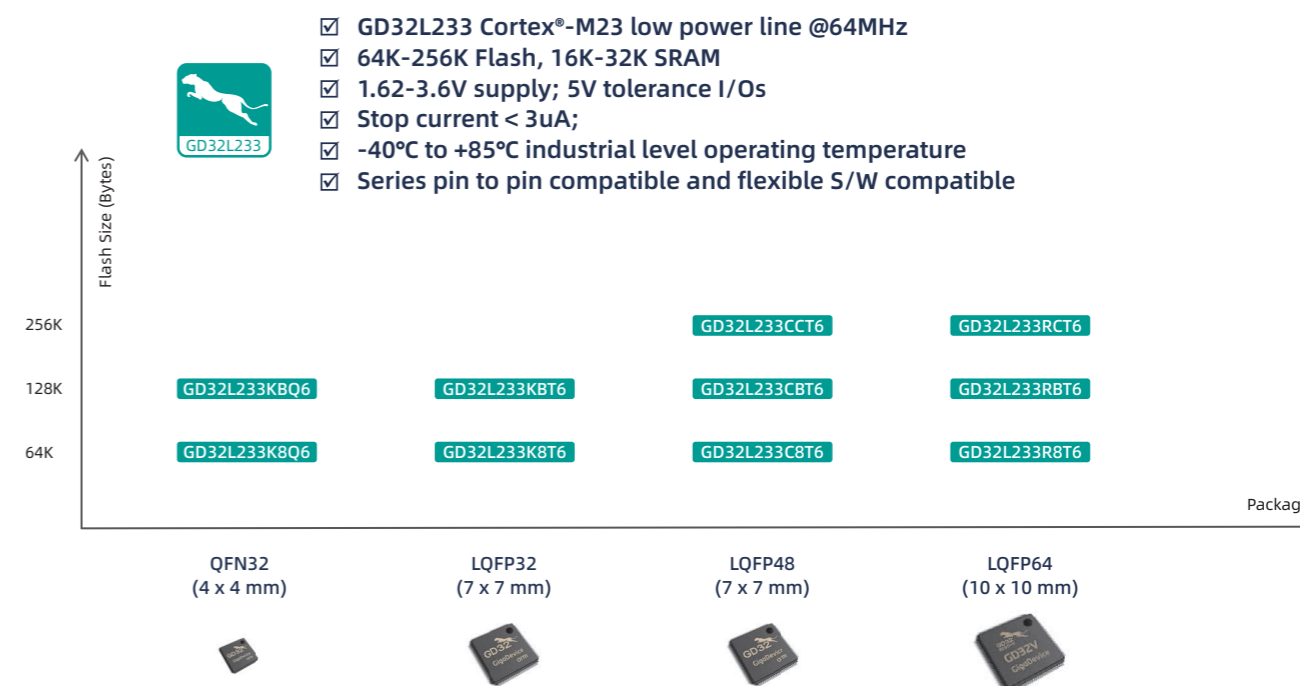 GD32L233 Cortex®-M23 low power line @64MHz
64K-256K Flash, 16K-32K SRAM
1.62-3.6V supply; 5V tolerance I/Os
Stop current < 3uA;
-40℃ to +85℃ industrial level operating temperature
Series pin to pin compatible and flexible S/W compatible
GD32L233
Flash Size (Bytes)
256K
GD32L233CCT6
GD32L233RCT6
128K
GD32L233KBQ6
GD32L233KBT6
GD32L233CBT6
GD32L233RBT6
64K
GD32L233K8Q6
GD32L233K8T6
GD32L233C8T6
GD32L233R8T6
Packag
QFN32
(4 x 4 mm)
LQFP32
(7 x 7 mm)
LQFP48
(7 x 7 mm)
LQFP64
(10 x 10 mm)
GD32
GigaDevice
GD32
GigaDevice
GD32
GigaDevice
GD32V
GigaDevice